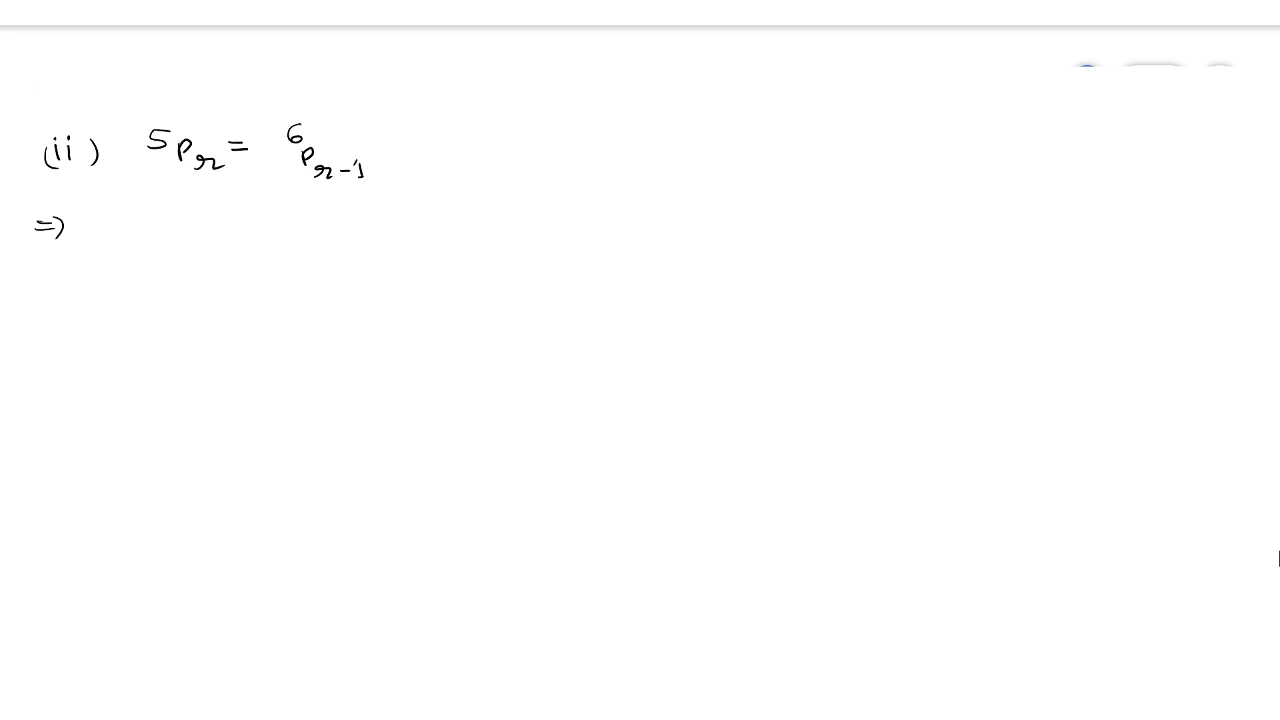 (ii) ⁵Pᵣ = ⁶Pᵣ₋₁
=>